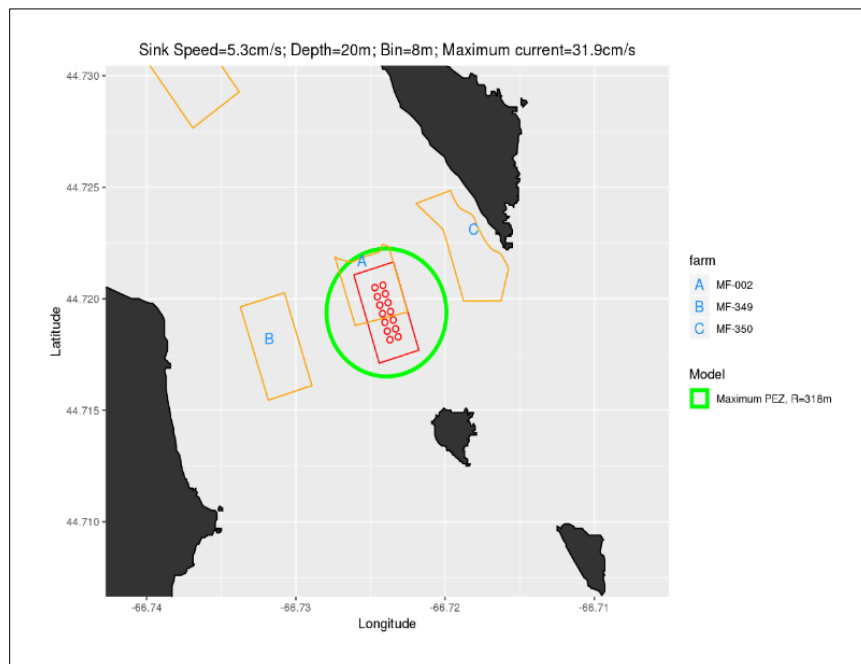 Sink Speed=5.3cm/s; Depth=20m; Bin=8m; Maximum current=31.9cm/s
44.730
44.725
44.720
44.715
44.710
Latitude
A
B
C
-66.74
-66.73
-66.72
-66.71
Longitude
farm
A MF-002
B MF-349
C MF-350
Model
Maximum PEZ, R=318m